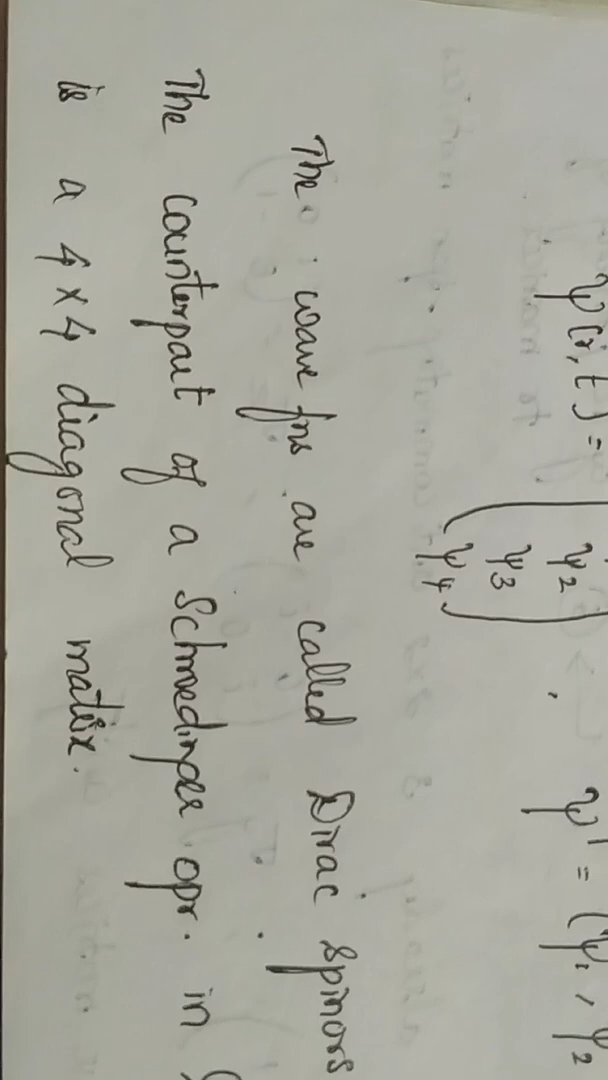 ψ(r, t) = ( ψ2 ψ3 ψ4 ) , ψ' = (ψ1, ψ2
The wave fns are called Dirac Spinors
The counterpart of a Schroedinger opr. in
is a 4×4 diagonal matrix.